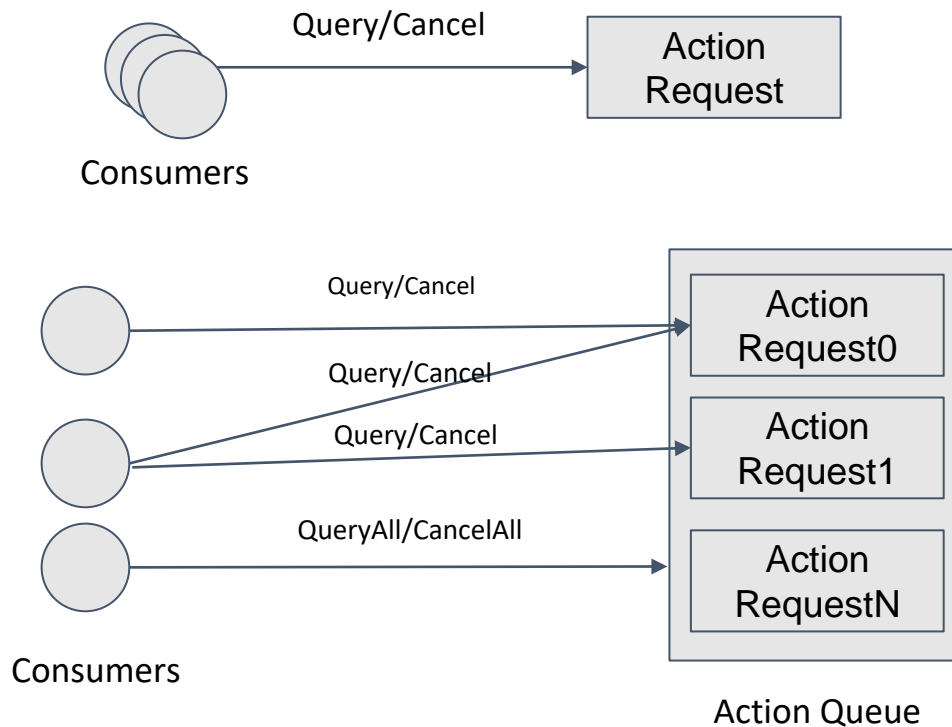 Query/Cancel
Action
Request
Consumers
Query/Cancel
Action
Request0
Query/Cancel
Query/Cancel
Action
Request1
QueryAll/CancelAll
Action
RequestN
Consumers
Action Queue